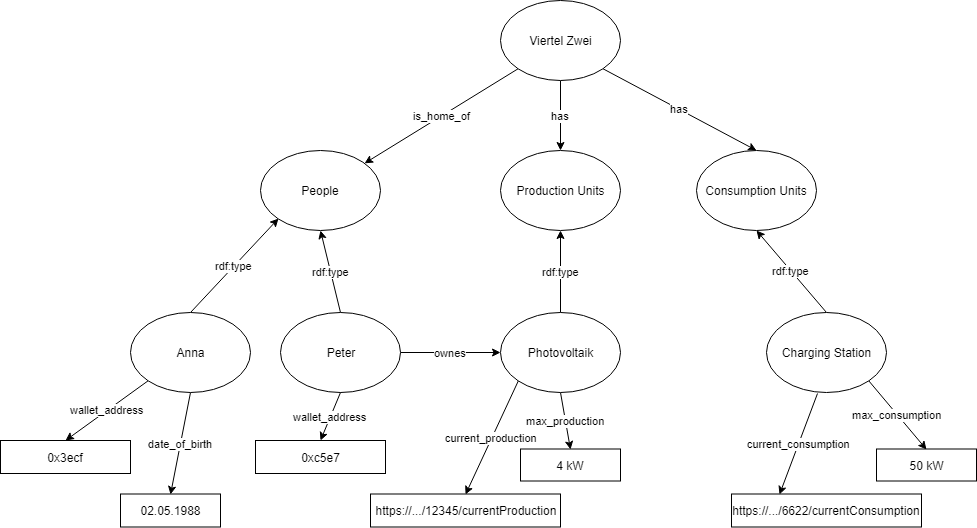 Viertel Zwei
is_home_of
has
has
People
Production Units
Consumption Units
rdf:type
rdf:type
rdf:type
rdf:type
Anna
Peter
ownes
Photovoltaik
Charging Station
wallet_address
date_of_birth
wallet_address
current_production
max_production
current_consumption
max_consumption
0x3ecf
0xc5e7
4 kW
50 kW
02.05.1988
https://.../12345/currentProduction
https://.../6622/currentConsumption